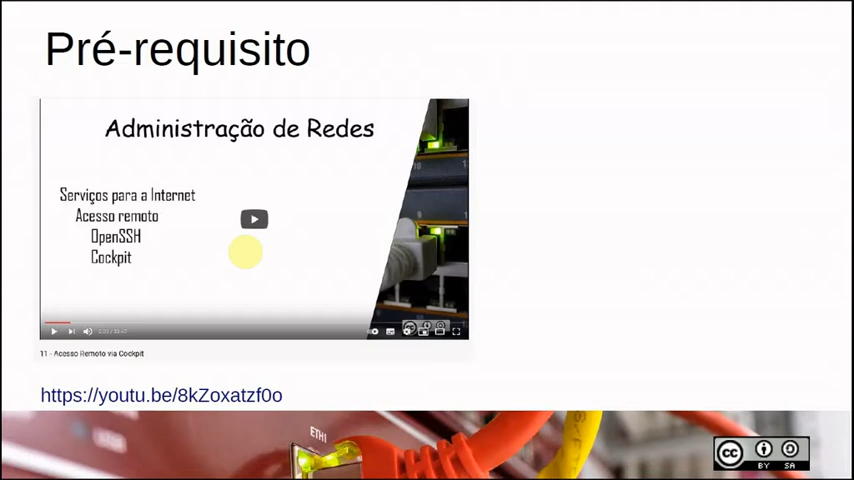 Pré-requisito
Administração de Redes
Serviços para a Internet
Acesso remoto
OpenSSH
Cockpit
11 - Acesso Remoto via Cockpit
https://youtu.be/8kZoxatzf0o
ETH1
cc
BY SA